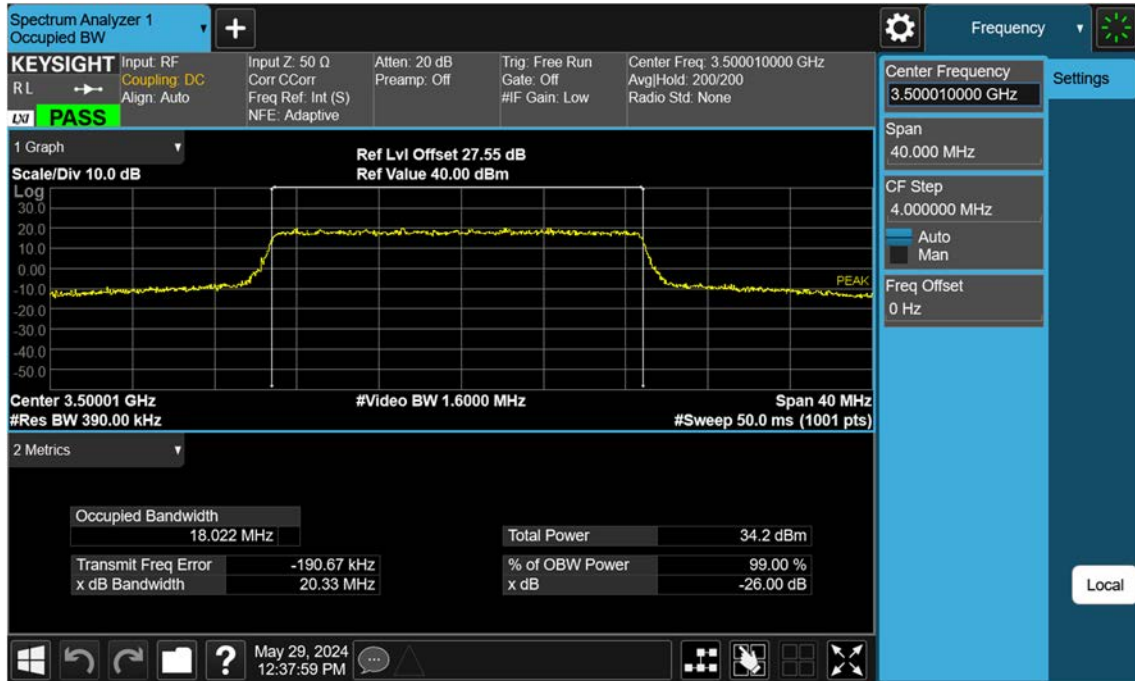 Spectrum Analyzer 1
Occupied BW
+
Frequency
KEYSIGHT
RL
LXI PASS
Input: RF
Coupling: DC
Align: Auto
Input Z: 50 Ω
Corr CCorr
Freq Ref: Int (S)
NFE: Adaptive
Atten: 20 dB
Preamp: Off
Trig: Free Run
Gate: Off
#IF Gain: Low
Center Freq: 3.500010000 GHz
Avg|Hold: 200/200
Radio Std: None
Center Frequency
3.500010000 GHz
Settings
Span
40.000 MHz
CF Step
4.000000 MHz
Auto
Man
Freq Offset
0 Hz
Local
1 Graph
Scale/Div 10.0 dB
Ref Lvl Offset 27.55 dB
Ref Value 40.00 dBm
Log
30.0
20.0
10.0
0.00
-10.0
-20.0
-30.0
-40.0
-50.0
PEAK
Center 3.50001 GHz
#Video BW 1.6000 MHz
Span 40 MHz
#Res BW 390.00 kHz
#Sweep 50.0 ms (1001 pts)
2 Metrics
Occupied Bandwidth
18.022 MHz
Total Power 34.2 dBm
Transmit Freq Error -190.67 kHz
% of OBW Power 99.00 %
x dB Bandwidth 20.33 MHz
x dB -26.00 dB
?
May 29, 2024
12:37:59 PM